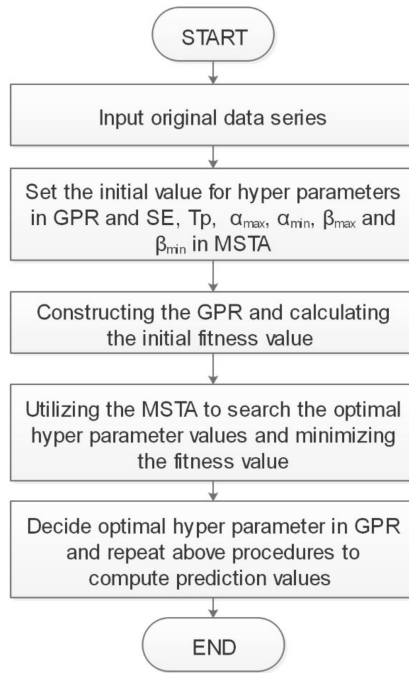 START
Input original data series
Set the initial value for hyper parameters
in GPR and SE, Tp, αmax, αmin, βmax and
βmin in MSTA
Constructing the GPR and calculating
the initial fitness value
Utilizing the MSTA to search the optimal
hyper parameter values and minimizing
the fitness value
Decide optimal hyper parameter in GPR
and repeat above procedures to
compute prediction values
END